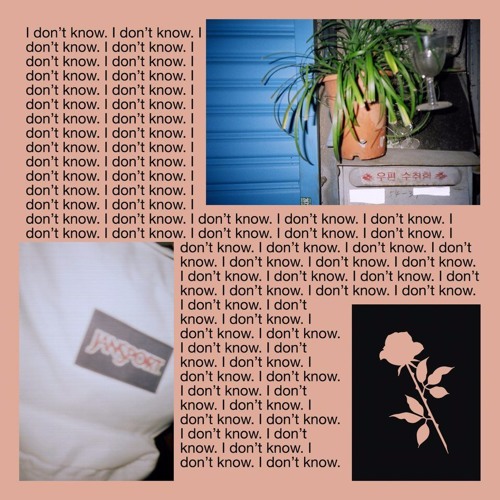 I don’t know. I don’t know. I
don’t know. I don’t know. I
don’t know. I don’t know. I
don’t know. I don’t know. I
don’t know. I don’t know. I
don’t know. I don’t know. I
don’t know. I don’t know. I
don’t know. I don’t know. I
don’t know. I don’t know. I
don’t know. I don’t know. I
don’t know. I don’t know. I
don’t know. I don’t know. I
don’t know. I don’t know. I
우편 수취함
don’t know. I don’t know. I don’t know. I don’t know. I don’t know. I
don’t know. I don’t know. I don’t know. I don’t know. I don’t know. I
don’t know. I don’t know. I don’t know. I don’t
know. I don’t know. I don’t know. I don’t know.
I don’t know. I don’t know. I don’t know. I don’t
know. I don’t know. I don’t know. I don’t know.
JANSPORT
I don’t know. I don’t
know. I don’t know. I
don’t know. I don’t know.
I don’t know. I don’t
know. I don’t know. I
don’t know. I don’t know.
I don’t know. I don’t
know. I don’t know. I
don’t know. I don’t know.
I don’t know. I don’t
know. I don’t know. I
don’t know. I don’t know.